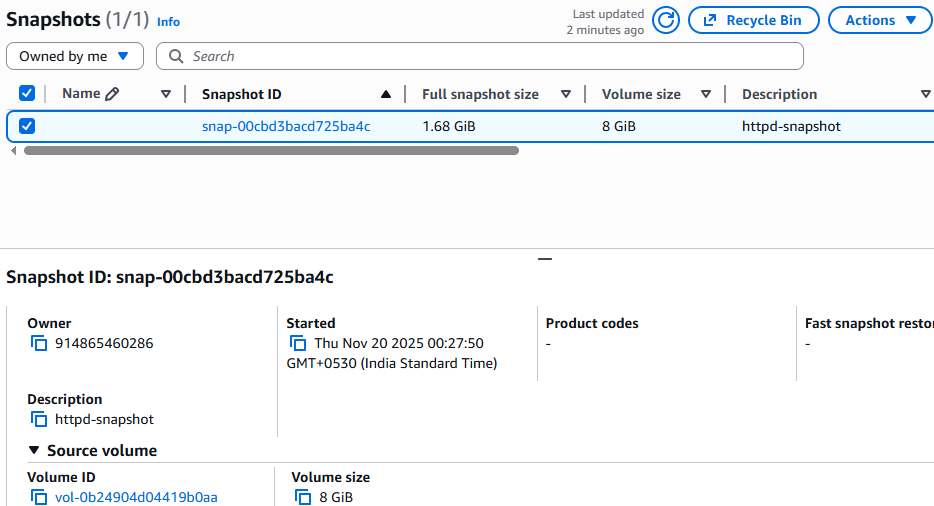 Snapshots (1/1) Info
Last updated
2 minutes ago
Recycle Bin
Actions
Owned by me
Search
Name
Snapshot ID
Full snapshot size
Volume size
Description
snap-00cbd3bacd725ba4c
1.68 GiB
8 GiB
httpd-snapshot
Snapshot ID: snap-00cbd3bacd725ba4c
Owner
914865460286
Started
Thu Nov 20 2025 00:27:50
GMT+0530 (India Standard Time)
Product codes
-
Fast snapshot restor
-
Description
httpd-snapshot
Source volume
Volume ID
vol-0b24904d04419b0aa
Volume size
8 GiB